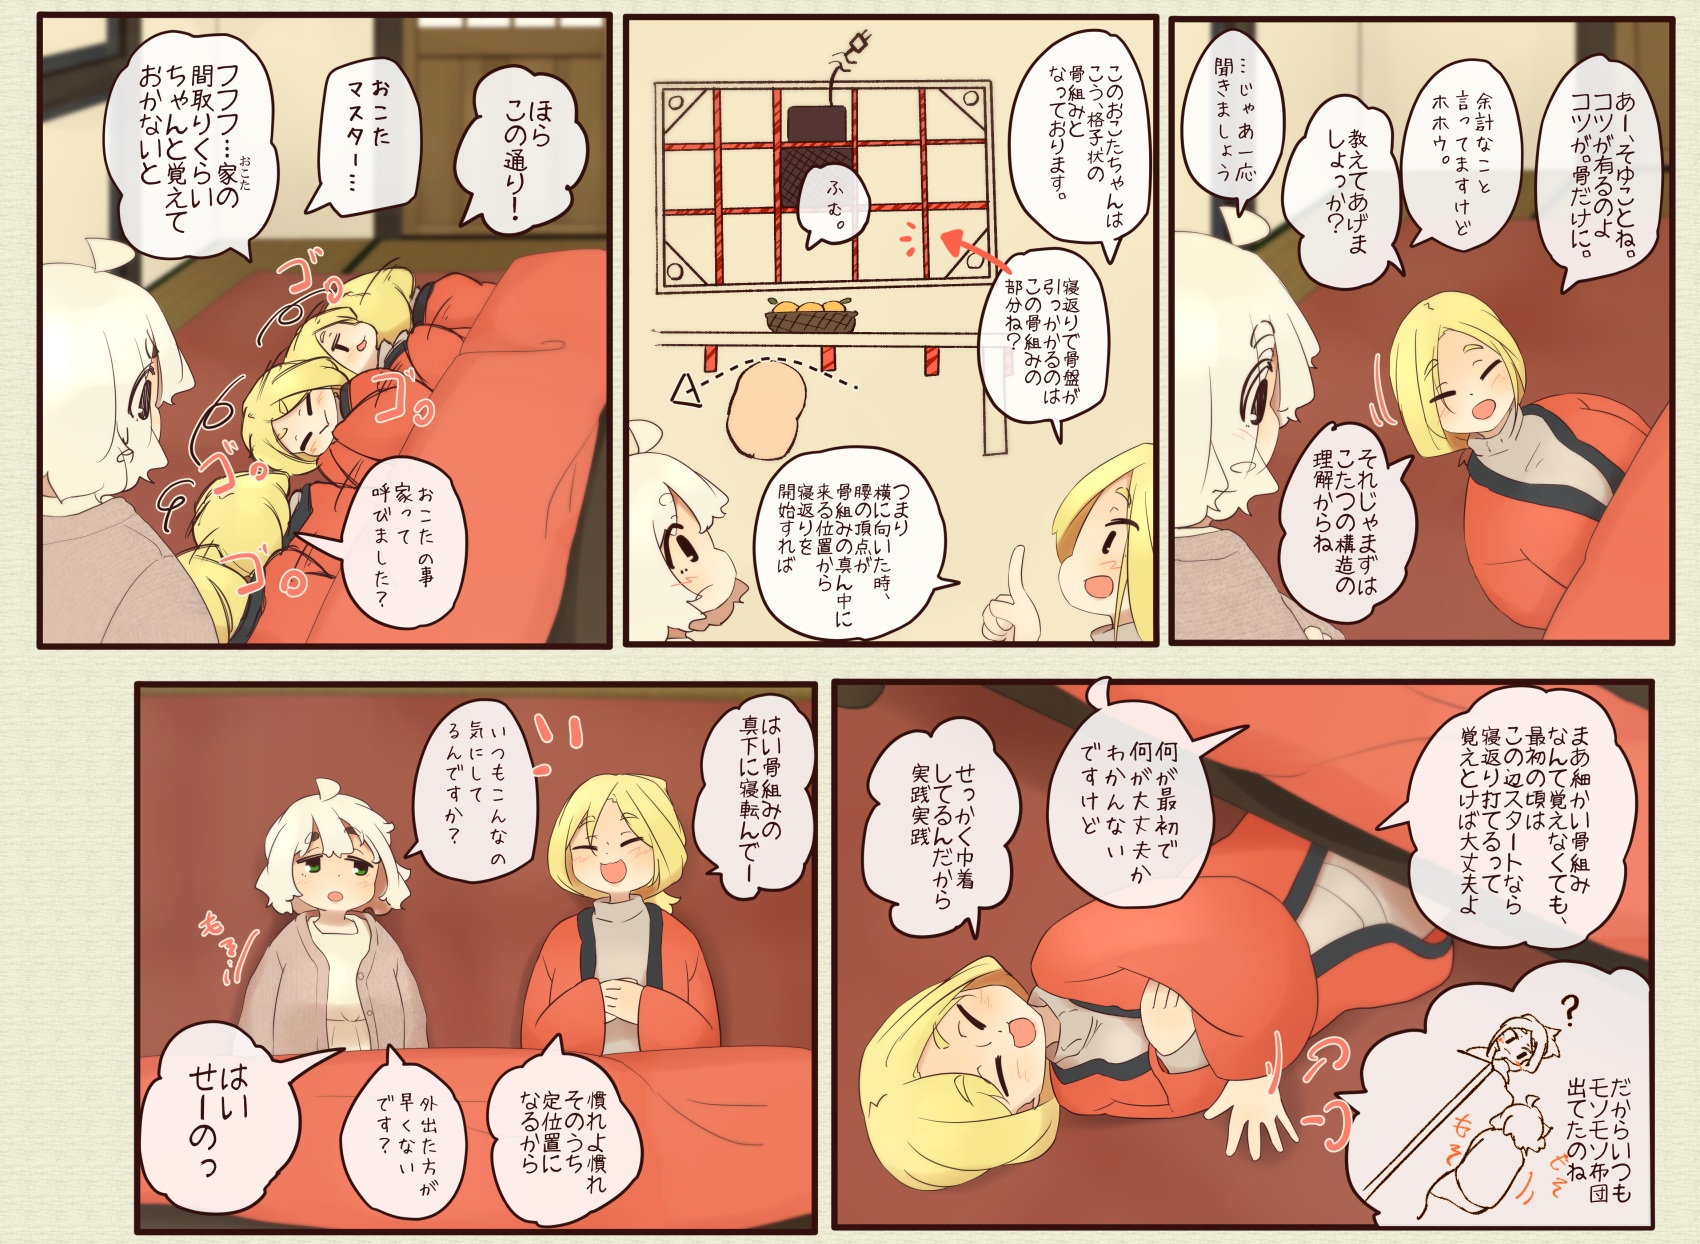 あー、そゆことね。
コツが有るのよ
コツが。骨だけに。
余計なこと
言ってますけど
ホホウ。
教えてあげま
しょっか?
…じゃあ一応
聞きましょう
それじゃまずは
こたつの構造の
理解からね
このおこたちゃんは
こう、格子状の
骨組みと
なっております。
ふむ。
寝返りで骨盤が
引っかかるのは
この骨組みの
部分ね?
つまり
横に向いた時、
腰の頂点が
骨組みの真ん中に
来る位置から
寝返りを
開始すれば
ほら
この通りー!
おこた
マスター…
フフフ…家の
おこた
間取りくらい
ちゃんと覚えて
おかないと
ゴロ
ゴロ
ゴロ
ゴロ
おこたの事
家って
呼びました?
まあ細かい骨組み
なんて覚えなくても、
最初の頃は
この辺スタートなら
寝返り打てるって
覚えとけば大丈夫よ
何が最初で
何が大丈夫か
わかんない
ですけど
せっかく巾着
してるんだから
実践実践
?
だからいつも
モソモソ布団
出てたのね
もそ
もそ
はい骨組みの
真下に寝転んでー
いつもこんなの
気にして
るんですか?
もぞ
慣れよ慣れ
そのうち
定位置に
なるから
外出た方が
早くない
です?
はい
せーのっ